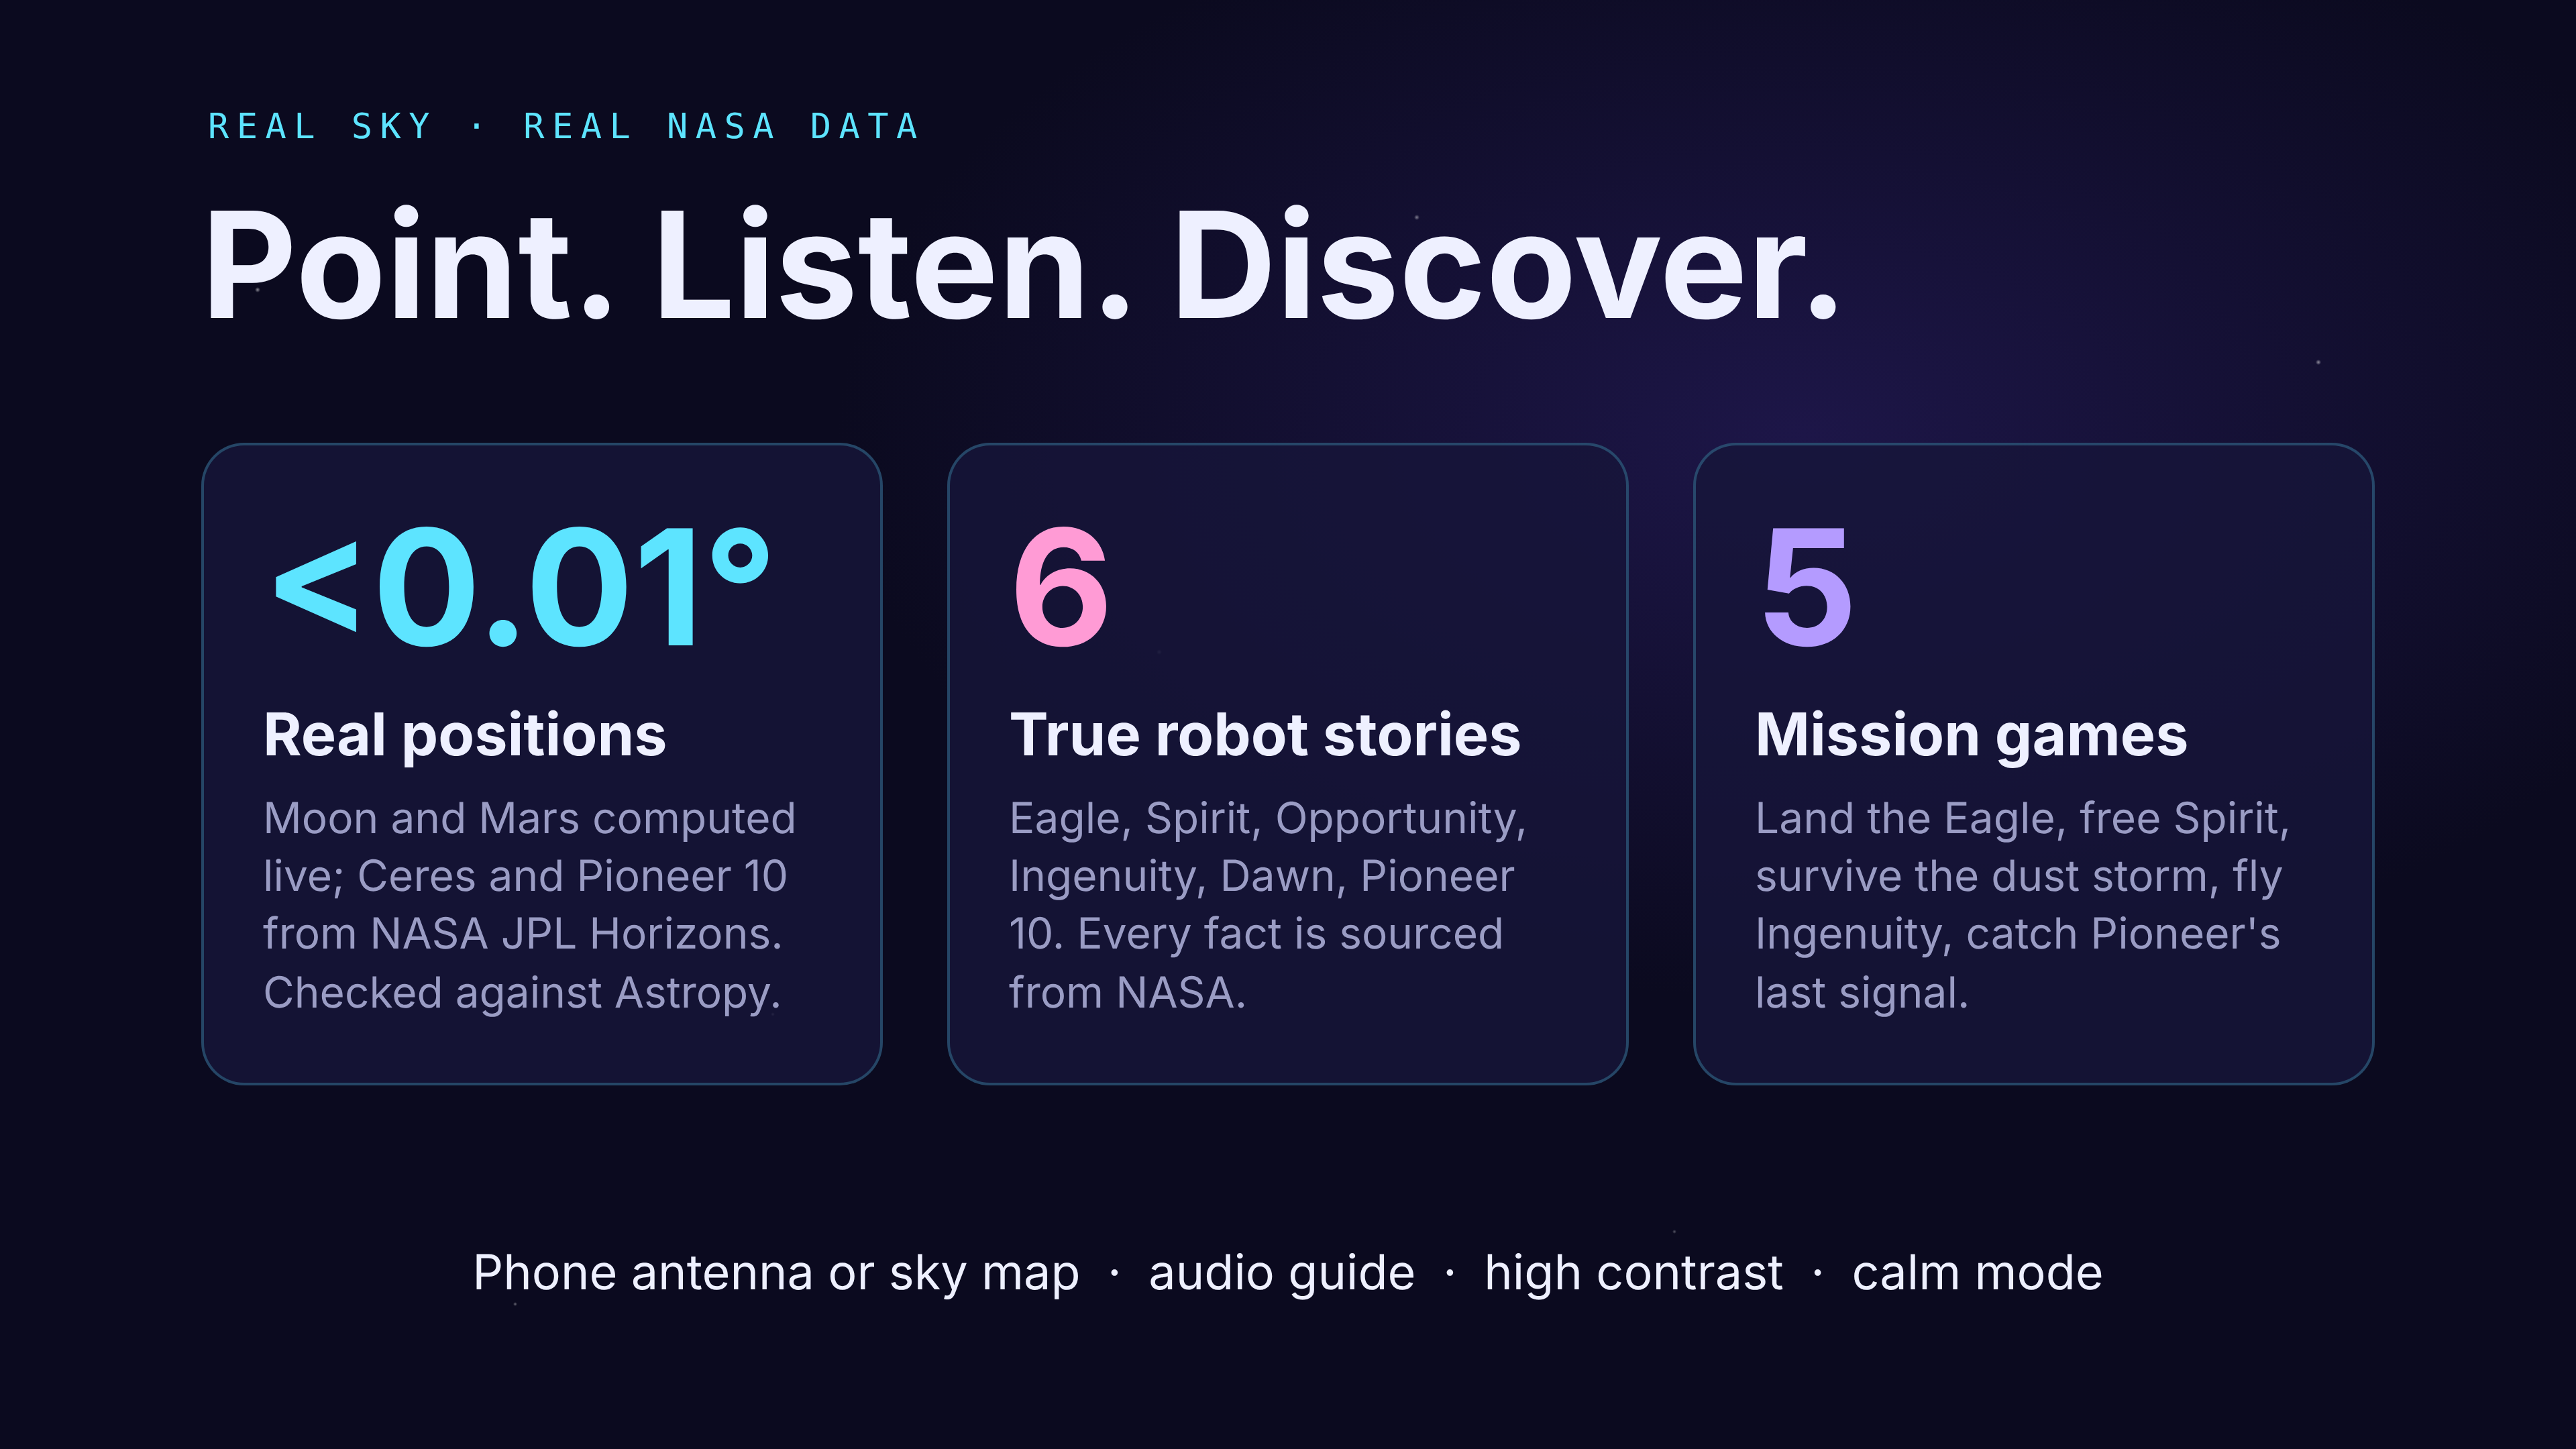 REAL SKY · REAL NASA DATA
Point. Listen. Discover.
<0.01°
Real positions
Moon and Mars computed
live; Ceres and Pioneer 10
from NASA JPL Horizons.
Checked against Astropy.
6
True robot stories
Eagle, Spirit, Opportunity,
Ingenuity, Dawn, Pioneer
10. Every fact is sourced
from NASA.
5
Mission games
Land the Eagle, free Spirit,
survive the dust storm, fly
Ingenuity, catch Pioneer's
last signal.
Phone antenna or sky map · audio guide · high contrast · calm mode